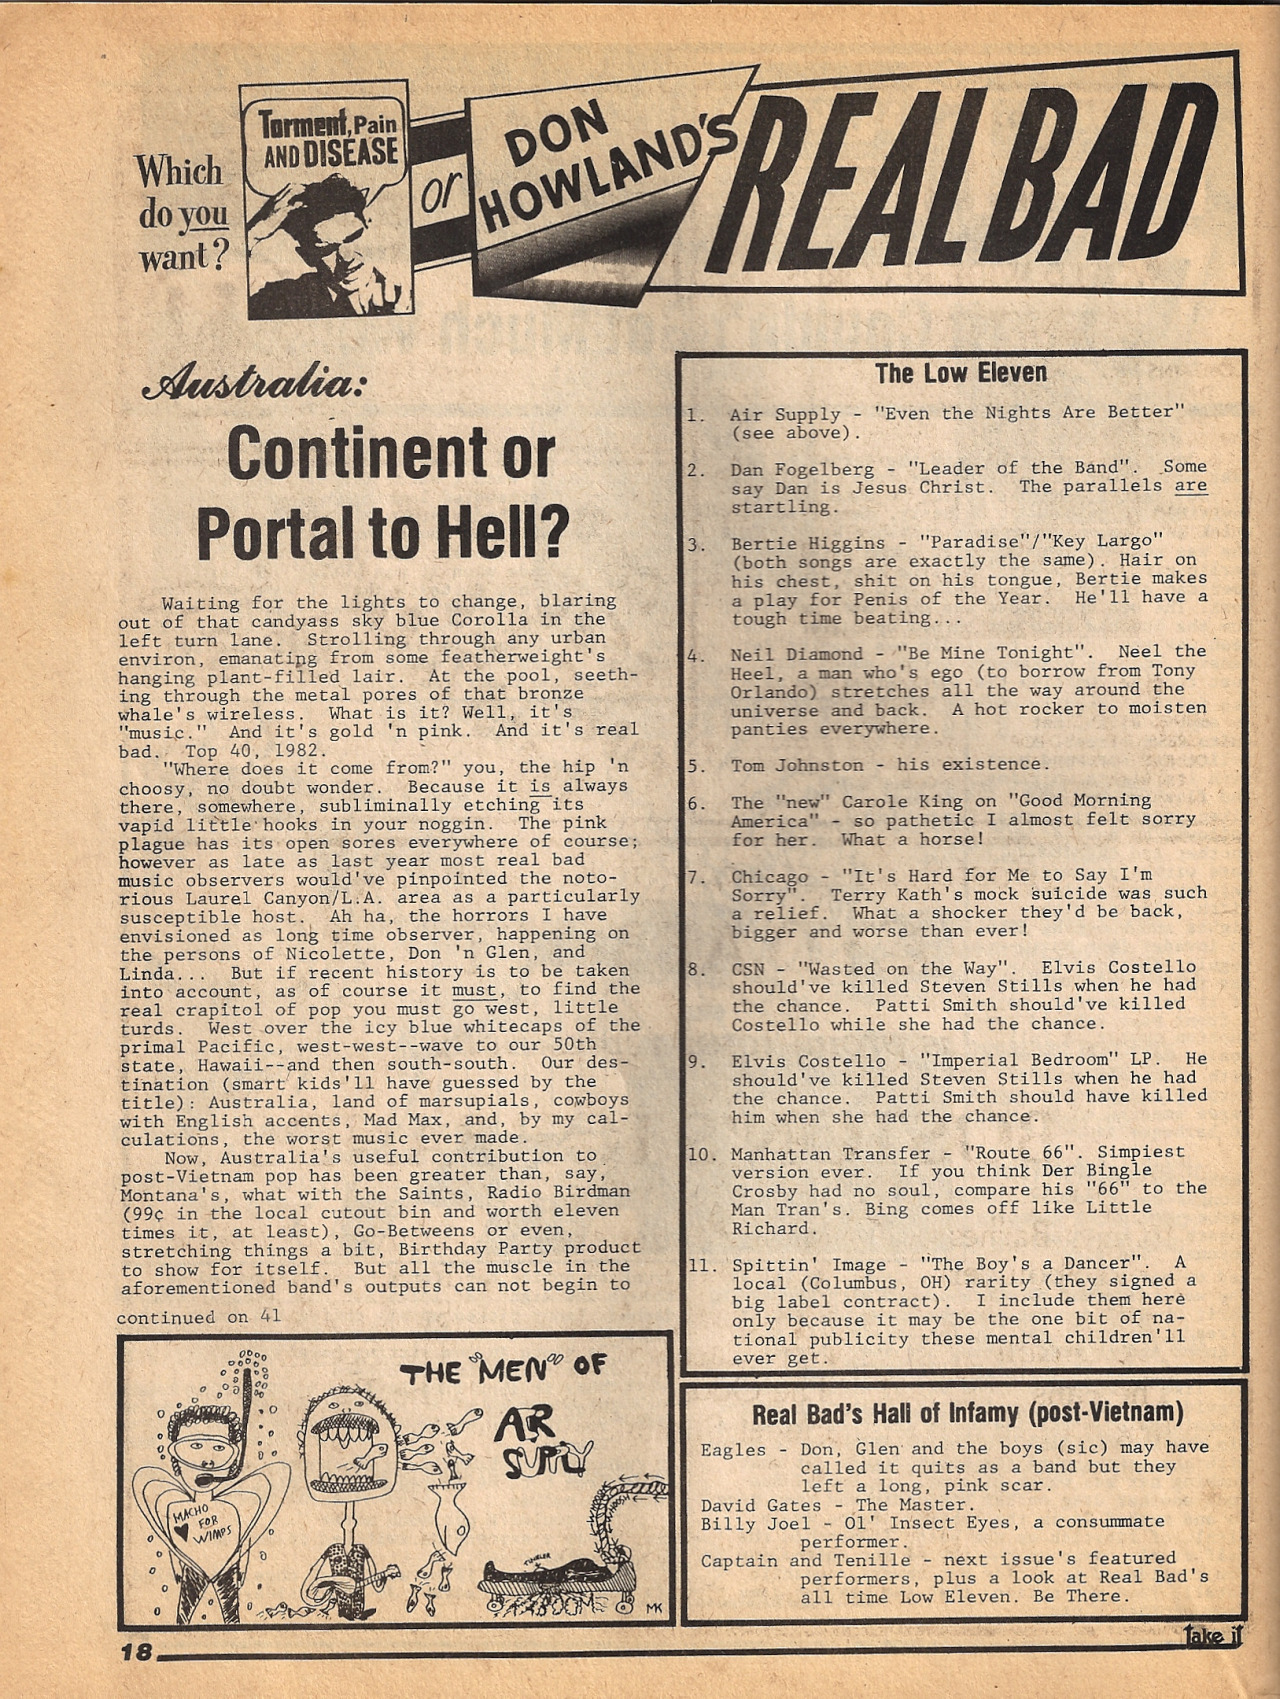 Which
do you
want?
Torment, Pain
AND DISEASE
or
DON
HOWLAND'S
REAL BAD
Australia:
Continent or
Portal to Hell?
Waiting for the lights to change, blaring
out of that candyass sky blue Corolla in the
left turn lane. Strolling through any urban
environ, emanating from some featherweight's
hanging plant-filled lair. At the pool, seeth-
ing through the metal pores of that bronze
whale's wireless. What is it? Well, it's
"music." And it's gold 'n pink. And it's real
bad. Top 40, 1982.
"Where does it come from?" you, the hip 'n
choosy, no doubt wonder. Because it is always
there, somewhere, subliminally etching its
vapid little hooks in your noggin. The pink
plague has its open sores everywhere of course;
however as late as last year most real bad
music observers would've pinpointed the noto-
rious Laurel Canyon/L.A. area as a particularly
susceptible host. Ah ha, the horrors I have
envisioned as long time observer, happening on
the persons of Nicolette, Don 'n Glen, and
Linda... But if recent history is to be taken
into account, as of course it must, to find the
real crapitol of pop you must go west, little
turds. West over the icy blue whitecaps of the
primal Pacific, west-west--wave to our 50th
state, Hawaii--and then south-south. Our des-
tination (smart kids'll have guessed by the
title): Australia, land of marsupials, cowboys
with English accents, Mad Max, and, by my cal-
culations, the worst music ever made.
Now, Australia's useful contribution to
post-Vietnam pop has been greater than, say,
Montana's, what with the Saints, Radio Birdman
(99¢ in the local cutout bin and worth eleven
times it, at least), Go-Betweens or even,
stretching things a bit, Birthday Party product
to show for itself. But all the muscle in the
aforementioned band's outputs can not begin to
continued on 41
THE "MEN" OF
AIR
SUPPLY
MACHO
FOR
WIMPS
KABOOM
MK
The Low Eleven
1. Air Supply - "Even the Nights Are Better"
(see above).
2. Dan Fogelberg - "Leader of the Band". Some
say Dan is Jesus Christ. The parallels are
startling.
3. Bertie Higgins - "Paradise"/"Key Largo"
(both songs are exactly the same). Hair on
his chest, shit on his tongue, Bertie makes
a play for Penis of the Year. He'll have a
tough time beating...
4. Neil Diamond - "Be Mine Tonight". Neel the
Heel, a man who's ego (to borrow from Tony
Orlando) stretches all the way around the
universe and back. A hot rocker to moisten
panties everywhere.
5. Tom Johnston - his existence.
6. The "new" Carole King on "Good Morning
America" - so pathetic I almost felt sorry
for her. What a horse!
7. Chicago - "It's Hard for Me to Say I'm
Sorry". Terry Kath's mock suicide was such
a relief. What a shocker they'd be back,
bigger and worse than ever!
8. CSN - "Wasted on the Way". Elvis Costello
should've killed Steven Stills when he had
the chance. Patti Smith should've killed
Costello while she had the chance.
9. Elvis Costello - "Imperial Bedroom" LP. He
should've killed Steven Stills when he had
the chance. Patti Smith should have killed
him when she had the chance.
10. Manhattan Transfer - "Route 66". Simpiest
version ever. If you think Der Bingle
Crosby had no soul, compare his "66" to the
Man Tran's. Bing comes off like Little
Richard.
11. Spittin' Image - "The Boy's a Dancer". A
local (Columbus, OH) rarity (they signed a
big label contract). I include them here
only because it may be the one bit of na-
tional publicity these mental children'll
ever get.
Real Bad's Hall of Infamy (post-Vietnam)
Eagles - Don, Glen and the boys (sic) may have
called it quits as a band but they
left a long, pink scar.
David Gates - The Master.
Billy Joel - Ol' Insect Eyes, a consummate
performer.
Captain and Tenille - next issue's featured
performers, plus a look at Real Bad's
all time Low Eleven. Be There.
18
take it